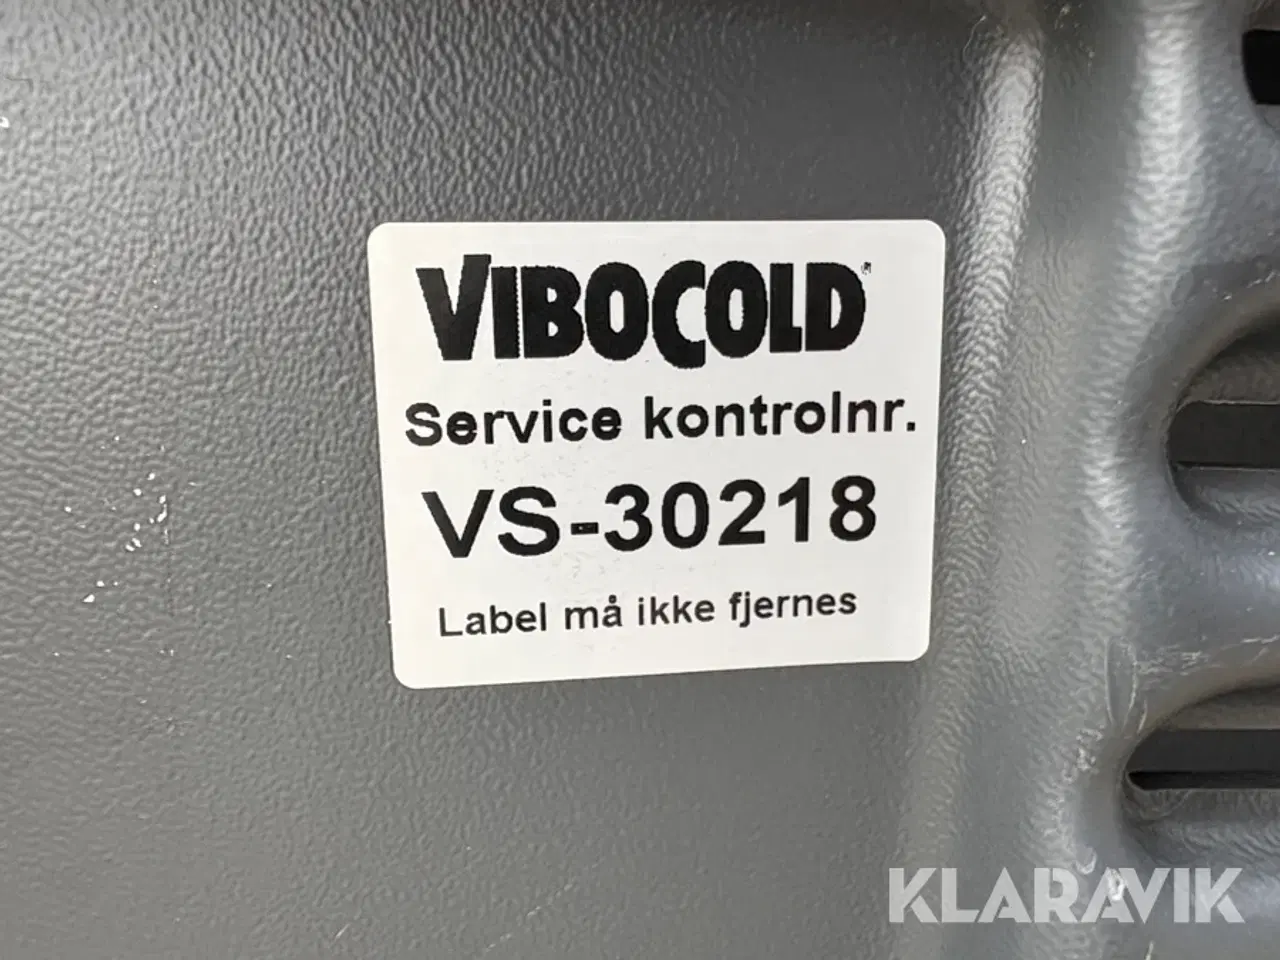 VIBOCOLD®
Service kontrolnr.
VS-30218
Label må ikke fjernes
KLARAVIK